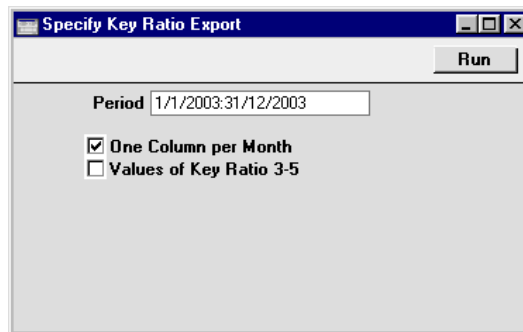 Specify Key Ratio Export
Run
Period 1/1/2003:31/12/2003
One Column per Month
Values of Key Ratio 3-5